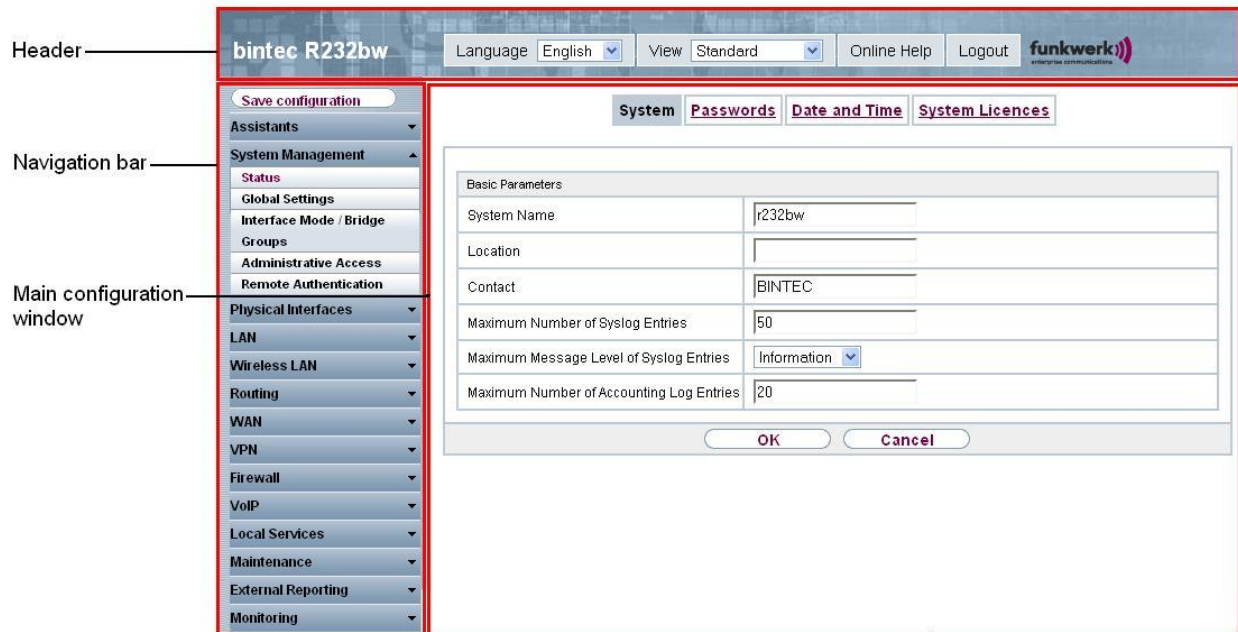 Header
bintec R232bw
Language English View Standard Online Help Logout funkwerk
enterprise communications
Navigation bar
Save configuration
Assistants
System Management
Status
Global Settings
Interface Mode / Bridge
Groups
Administrative Access
Remote Authentication
Physical Interfaces
LAN
Wireless LAN
Routing
WAN
VPN
Firewall
VoIP
Local Services
Maintenance
External Reporting
Monitoring
Main configuration
window
System Passwords Date and Time System Licences
Basic Parameters
System Name r232bw
Location
Contact BINTEC
Maximum Number of Syslog Entries 50
Maximum Message Level of Syslog Entries Information
Maximum Number of Accounting Log Entries 20
OK Cancel